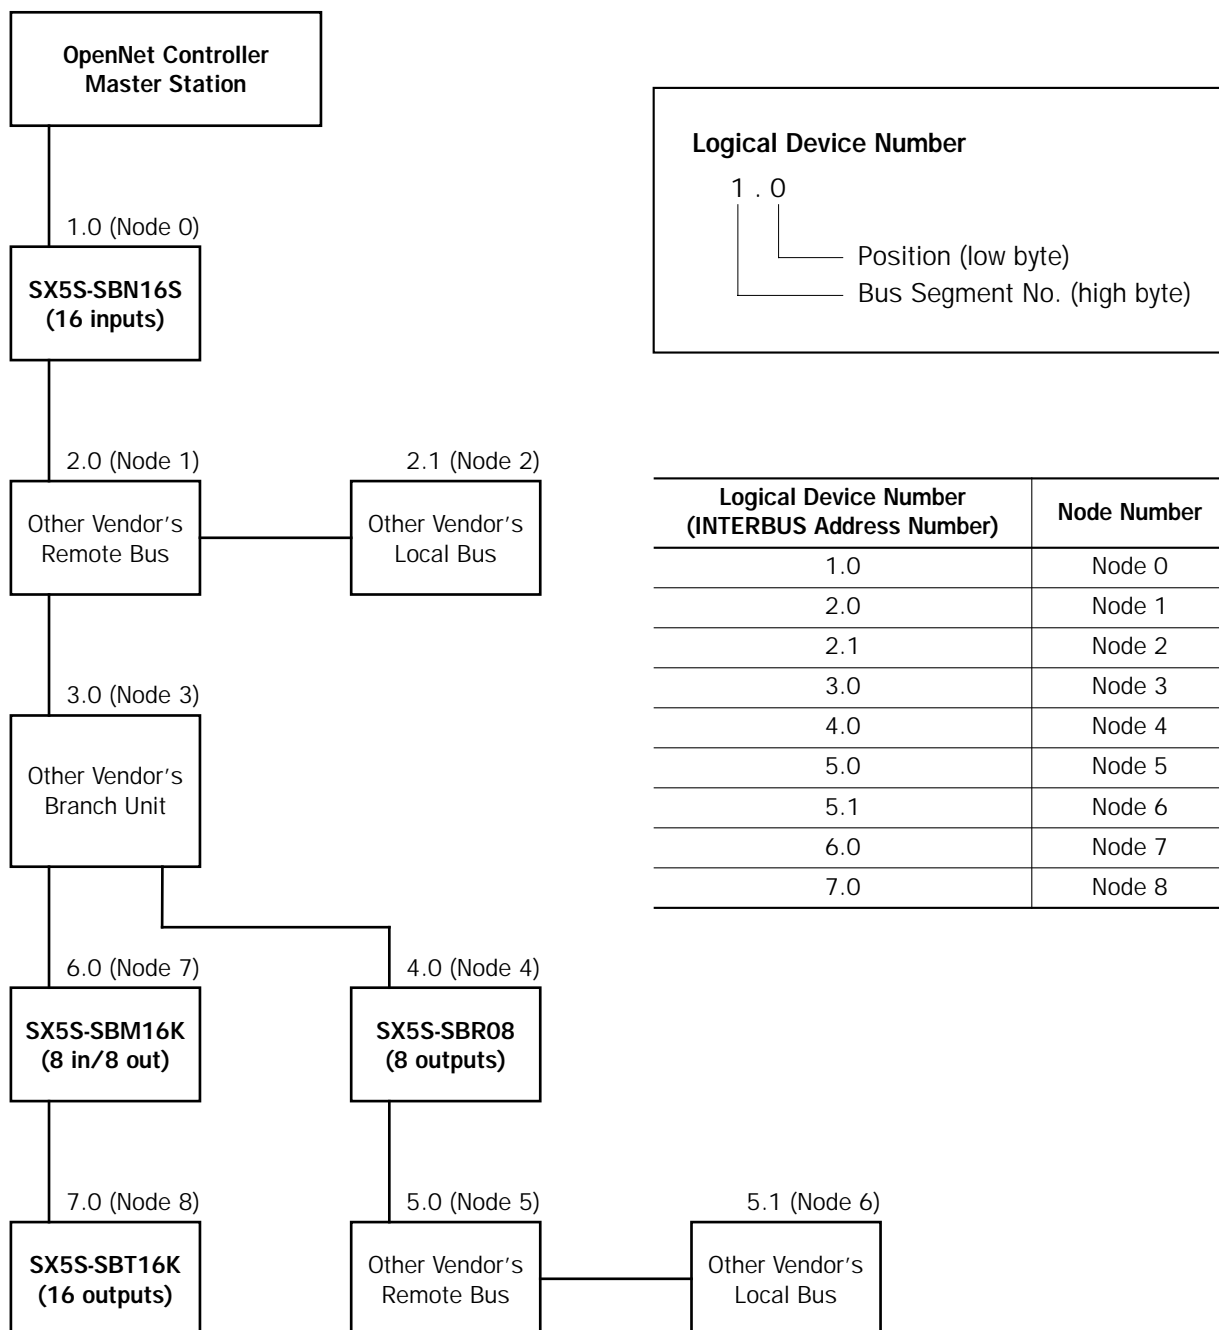 OpenNet Controller
Master Station
1.0 (Node 0)
SX5S-SBN16S
(16 inputs)
2.0 (Node 1)
Other Vendor's
Remote Bus
2.1 (Node 2)
Other Vendor's
Local Bus
3.0 (Node 3)
Other Vendor's
Branch Unit
6.0 (Node 7)
SX5S-SBM16K
(8 in/8 out)
4.0 (Node 4)
SX5S-SBR08
(8 outputs)
7.0 (Node 8)
SX5S-SBT16K
(16 outputs)
5.0 (Node 5)
Other Vendor's
Remote Bus
5.1 (Node 6)
Other Vendor's
Local Bus
Logical Device Number
1 . 0
Position (low byte)
Bus Segment No. (high byte)
Logical Device Number
(INTERBUS Address Number)
Node Number
1.0 Node 0
2.0 Node 1
2.1 Node 2
3.0 Node 3
4.0 Node 4
5.0 Node 5
5.1 Node 6
6.0 Node 7
7.0 Node 8